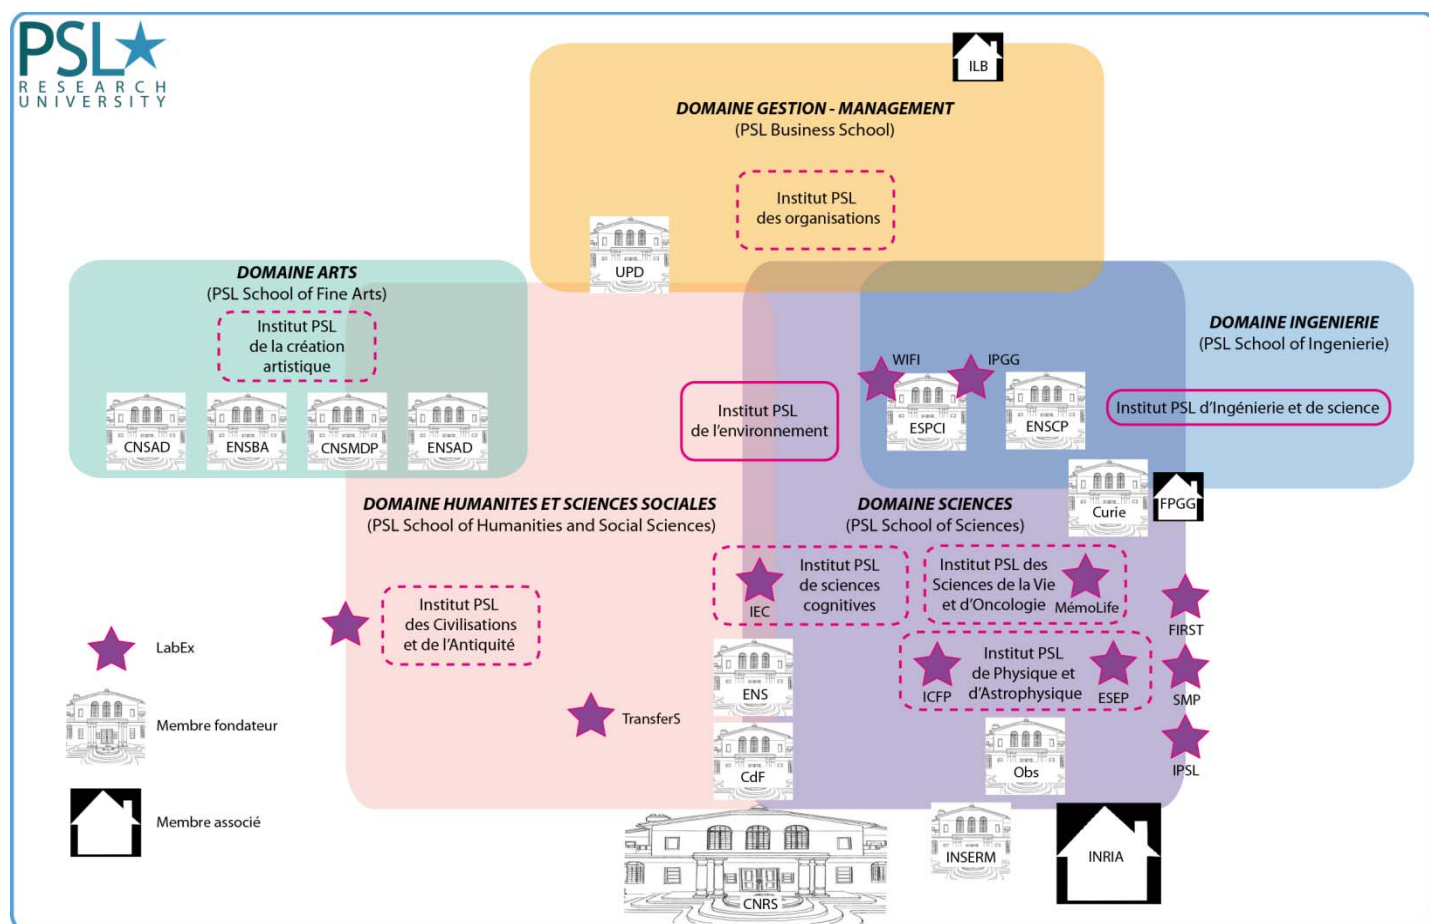 PSL
RESEARCH
UNIVERSITY
ILB
DOMAINE GESTION - MANAGEMENT
(PSL Business School)
Institut PSL
des organisations
UPD
DOMAINE ARTS
(PSL School of Fine Arts)
Institut PSL
de la création
artistique
CNSAD
ENSBA
CNSMDP
ENSAD
DOMAINE INGENIERIE
(PSL School of Ingenierie)
WIFI
IPGG
ESPCI
ENSCP
Institut PSL d'Ingénierie et de science
Institut PSL
de l'environnement
Curie
FPGG
DOMAINE HUMANITES ET SCIENCES SOCIALES
(PSL School of Humanities and Social Sciences)
DOMAINE SCIENCES
(PSL School of Sciences)
IEC
Institut PSL
de sciences
cognitives
Institut PSL des
Sciences de la Vie
et d'Oncologie
MémoLife
FIRST
Institut PSL
des Civilisations
et de l'Antiquité
ICFP
Institut PSL
de Physique et
d'Astrophysique
ESEP
SMP
ENS
TransferS
CdF
Obs
IPSL
LabEx
Membre fondateur
Membre associé
CNRS
INSERM
INRIA